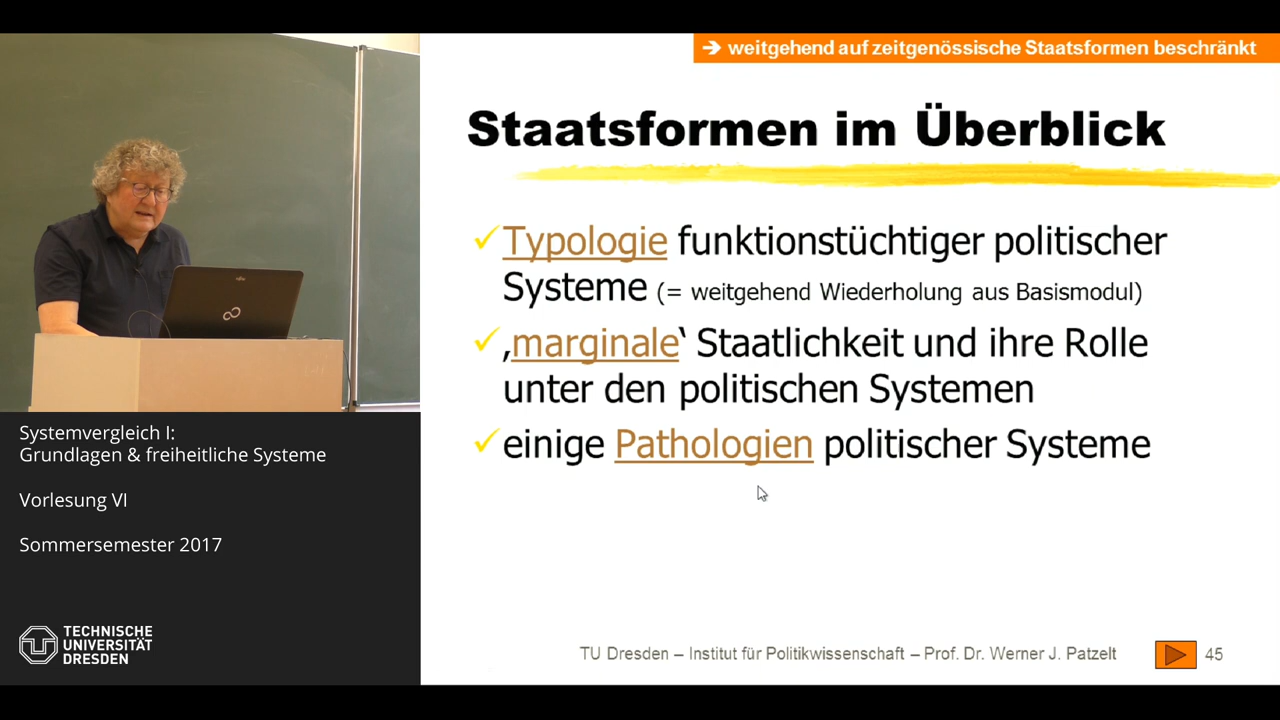 → weitgehend auf zeitgenössische Staatsformen beschränkt
Staatsformen im Überblick
✓ Typologie funktionstüchtiger politischer
Systeme (= weitgehend Wiederholung aus Basismodul)
✓ ‚marginale‘ Staatlichkeit und ihre Rolle
unter den politischen Systemen
✓ einige Pathologien politischer Systeme
Systemvergleich I:
Grundlagen & freiheitliche Systeme
Vorlesung VI
Sommersemester 2017
TECHNISCHE
UNIVERSITÄT
DRESDEN
TU Dresden – Institut für Politikwissenschaft – Prof. Dr. Werner J. Patzelt
45